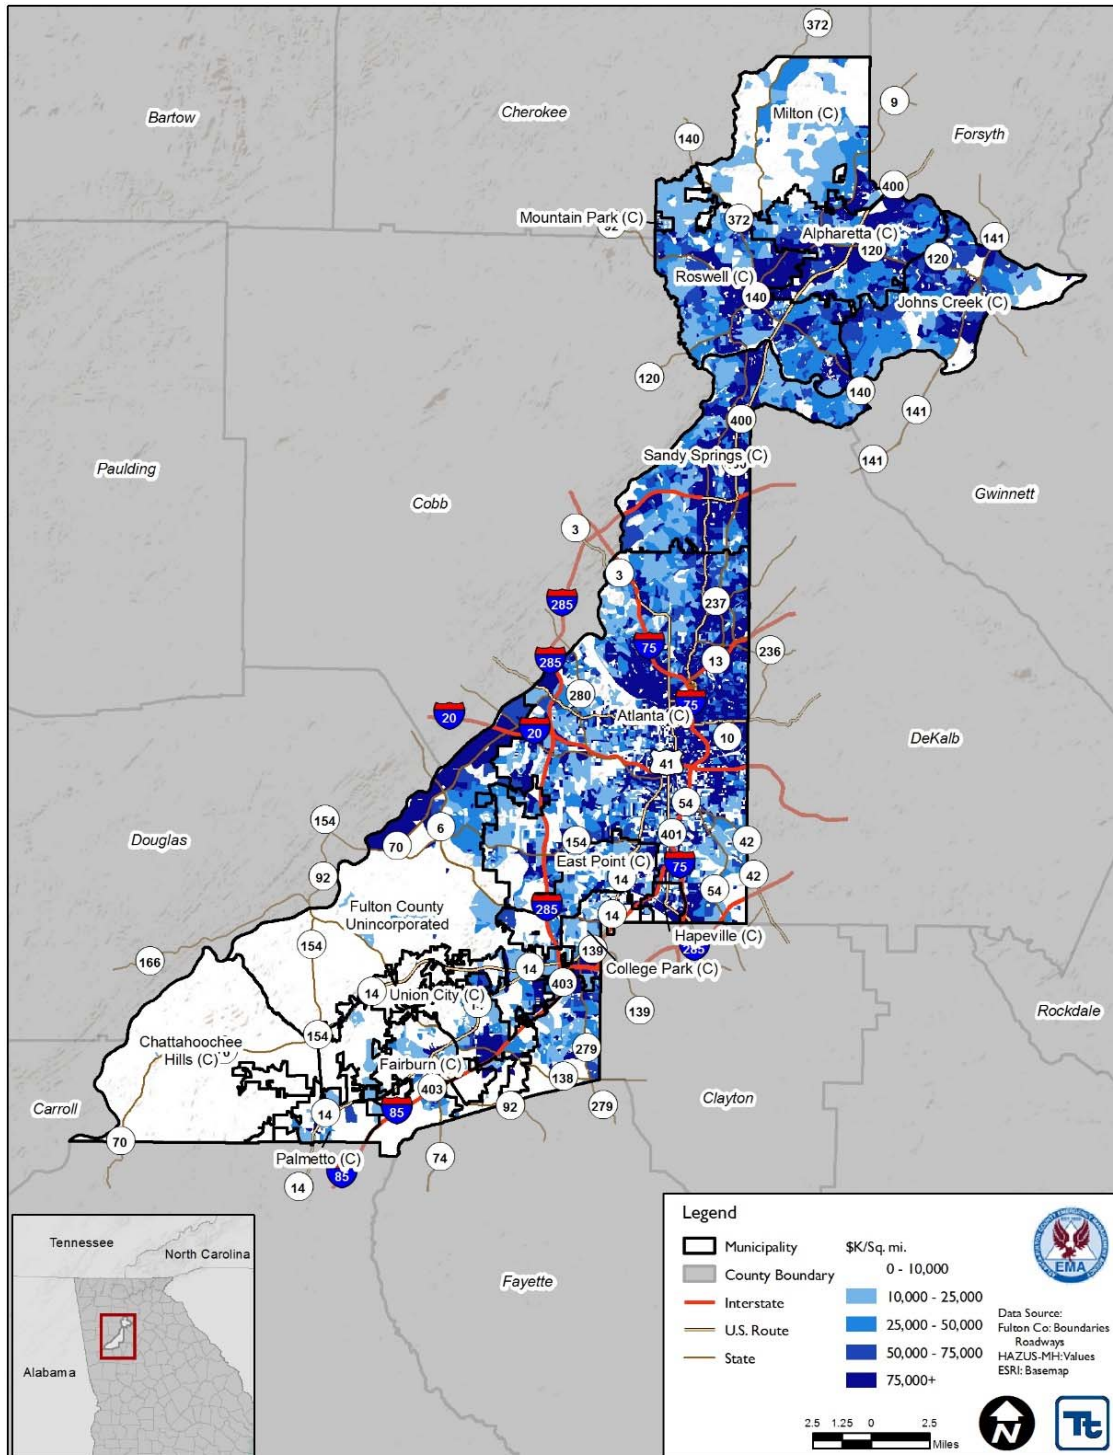 372
Bartow
Cherokee
9
Milton (C)
Forsyth
140
400
Mountain Park (C)
372
Alpharetta (C)
141
120
120
Roswell (C)
140
Johns Creek (C)
120
140
400
141
Sandy Springs (C)
141
Paulding
Cobb
Gwinnett
3
3
285
237
75
236
285
13
280
75
20
Atlanta (C)
20
10
DeKalb
41
54
154
6
401
42
Douglas
70
154
East Point (C)
75
42
92
14
54
Fulton County
Unincorporated
285
14
Hapeville (C)
154
139
285
166
14
College Park (C)
14
Union City (C)
403
139
Rockdale
154
Chattahoochee
Hills (C)
279
Fairburn (C)
138
403
Carroll
14
85
92
279
Clayton
70
74
Palmetto (C)
85
14
Fayette
Tennessee
North Carolina
Alabama
Legend
Municipality
County Boundary
Interstate
U.S. Route
State
$K/Sq. mi.
0 - 10,000
10,000 - 25,000
25,000 - 50,000
50,000 - 75,000
75,000+
EMA
Data Source:
Fulton Co: Boundaries
Roadways
HAZUS-MH: Values
ESRI: Basemap
2.5 1.25 0 2.5
Miles
N
Tt